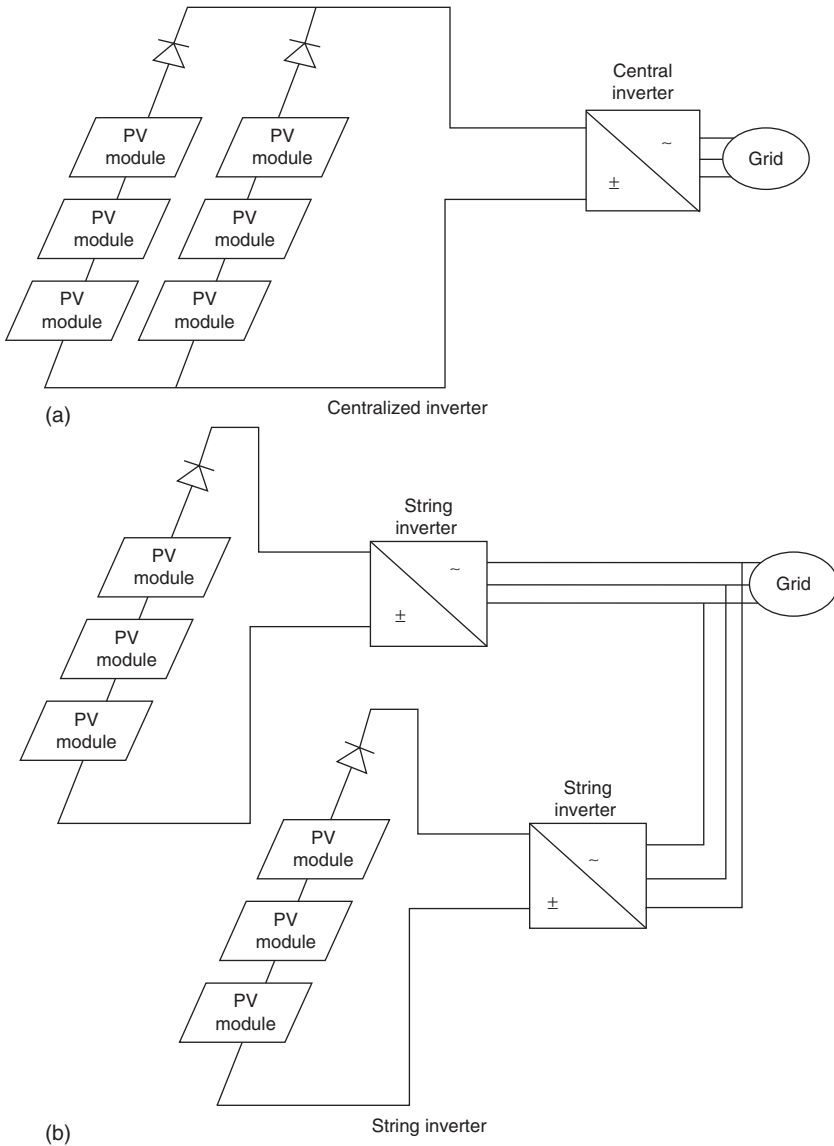 Central
inverter
PV
module
PV
module
~
±
Grid
PV
module
PV
module
PV
module
PV
module
(a)
Centralized inverter
String
inverter
PV
module
~
±
Grid
PV
module
PV
module
String
inverter
PV
module
~
±
PV
module
PV
module
(b)
String inverter